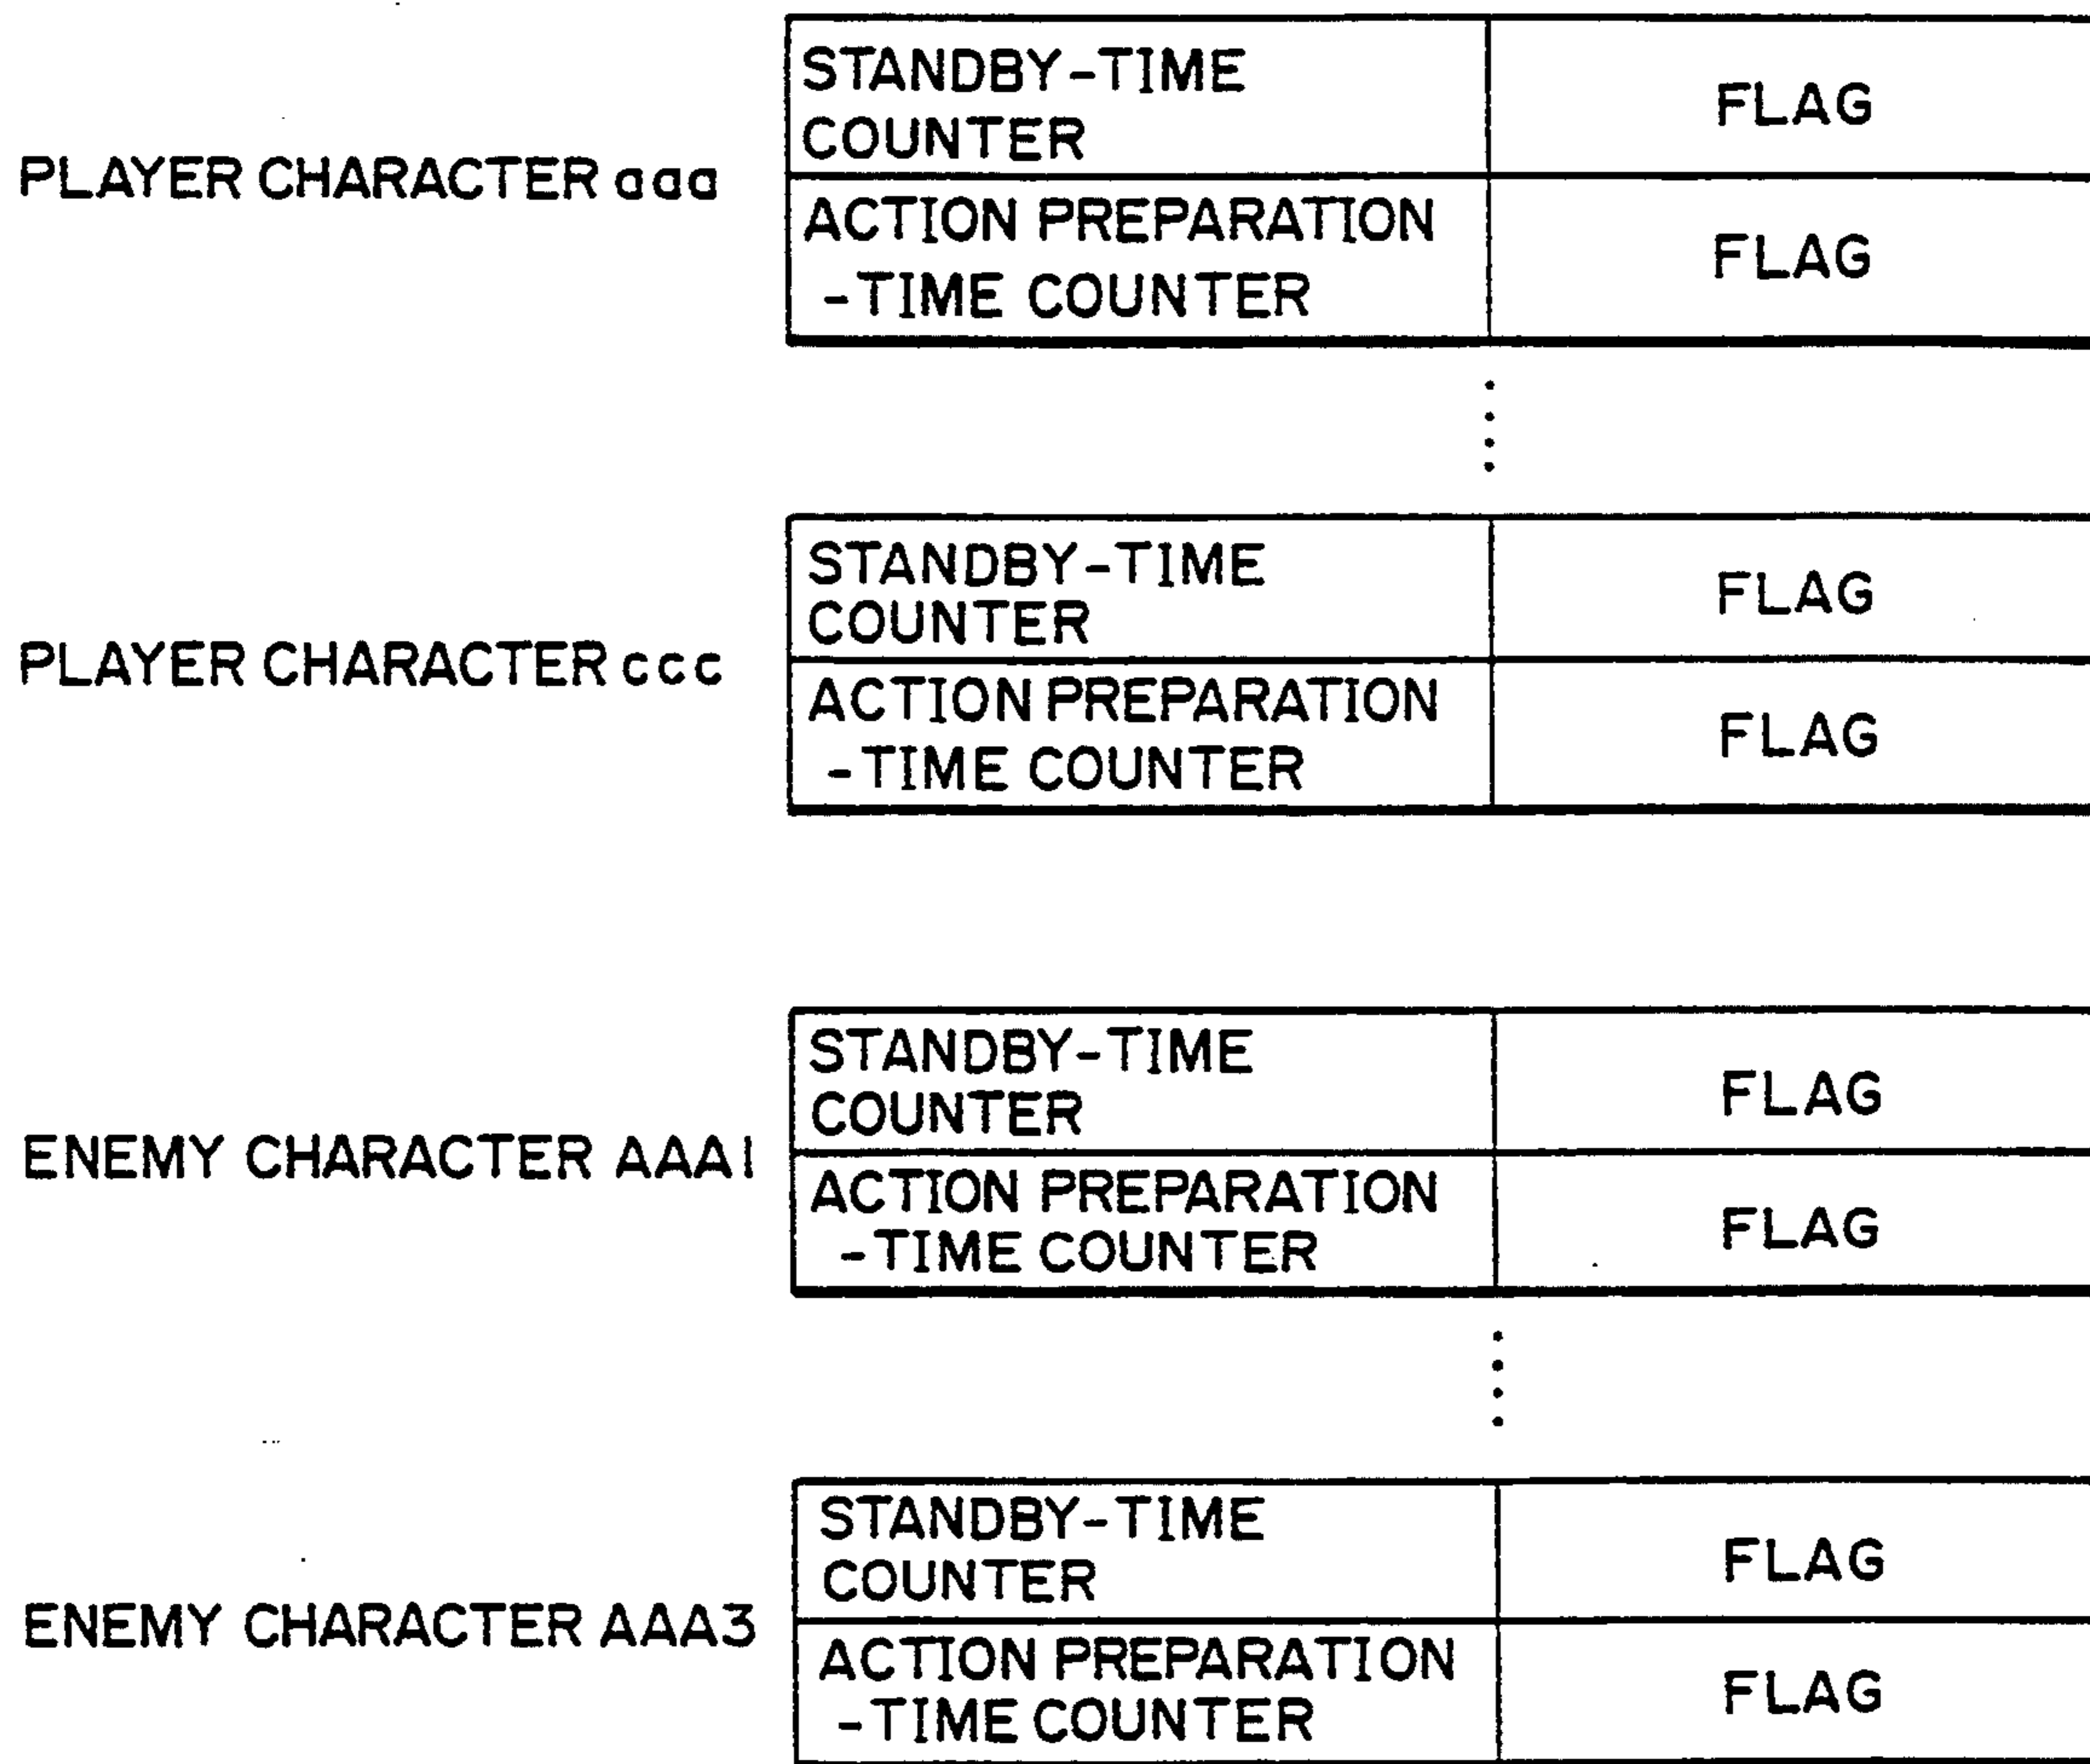 STANDBY-TIME
COUNTER
FLAG
PLAYER CHARACTER aaa
ACTION PREPARATION
-TIME COUNTER
FLAG
STANDBY-TIME
COUNTER
FLAG
PLAYER CHARACTER ccc
ACTION PREPARATION
-TIME COUNTER
FLAG
STANDBY-TIME
COUNTER
FLAG
ENEMY CHARACTER AAA1
ACTION PREPARATION
-TIME COUNTER
FLAG
STANDBY-TIME
COUNTER
FLAG
ENEMY CHARACTER AAA3
ACTION PREPARATION
-TIME COUNTER
FLAG